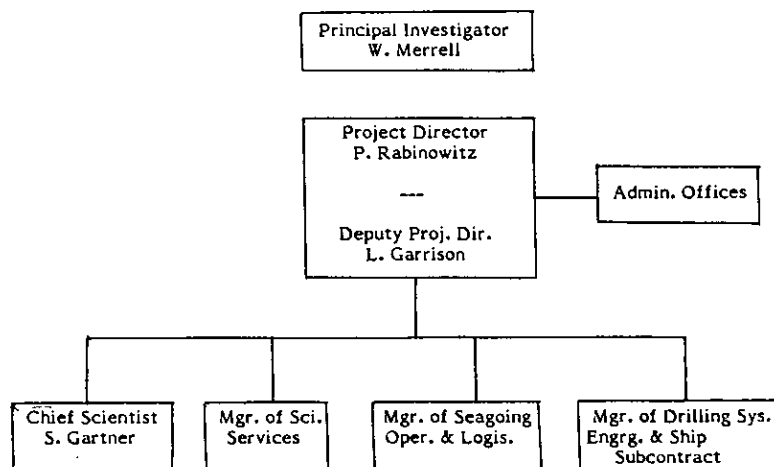 Principal Investigator
W. Merrell
Project Director
P. Rabinowitz
---
Deputy Proj. Dir.
L. Garrison
Admin. Offices
Chief Scientist
S. Gartner
Mgr. of Sci.
Services
Mgr. of Seagoing
Oper. & Logis.
Mgr. of Drilling Sys.
Engrg. & Ship
Subcontract